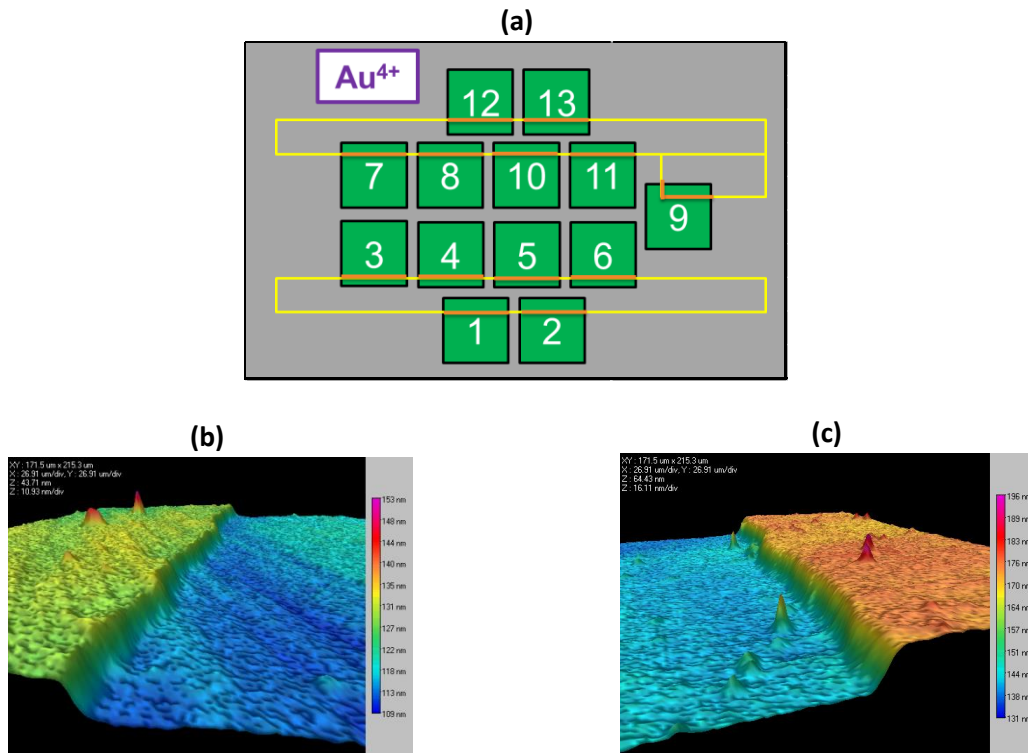 (a)
Au4+
12 13
7 8 10 11
9
3 4 5 6
1 2
(b)
XY : 171.5 um x 215.3 um
X : 26.91 um/div, Y : 26.91 um/div
Z : 43.71 nm
Z : 10.93 nm/div
153 nm
148 nm
144 nm
140 nm
135 nm
131 nm
127 nm
122 nm
118 nm
113 nm
109 nm
(c)
XY : 171.5 um x 215.3 um
X : 26.91 um/div, Y : 26.91 um/div
Z : 64.43 nm
Z : 16.11 nm/div
196 nm
189 nm
183 nm
176 nm
170 nm
164 nm
157 nm
151 nm
144 nm
138 nm
131 nm